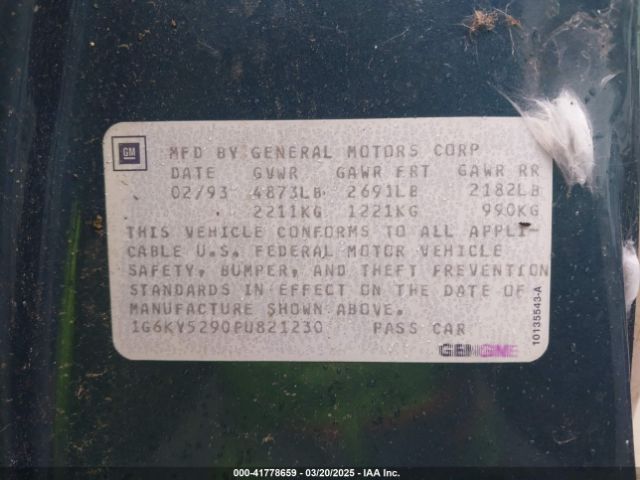 GM
MFD BY GENERAL MOTORS CORP
DATE GVWR GAWR FRT GAWR RR
02/93 4873LB 2691LB 2182LB
2211KG 1221KG 990KG
THIS VEHICLE CONFORMS TO ALL APPLI-
CABLE U.S. FEDERAL MOTOR VEHICLE
SAFETY, BUMPER, AND THEFT PREVENTION
STANDARDS IN EFFECT ON THE DATE OF
MANUFACTURE SHOWN ABOVE.
1G6KY5290PU821230 PASS CAR
10135543-A
000-41778659 - 03/20/2025 - IAA Inc.